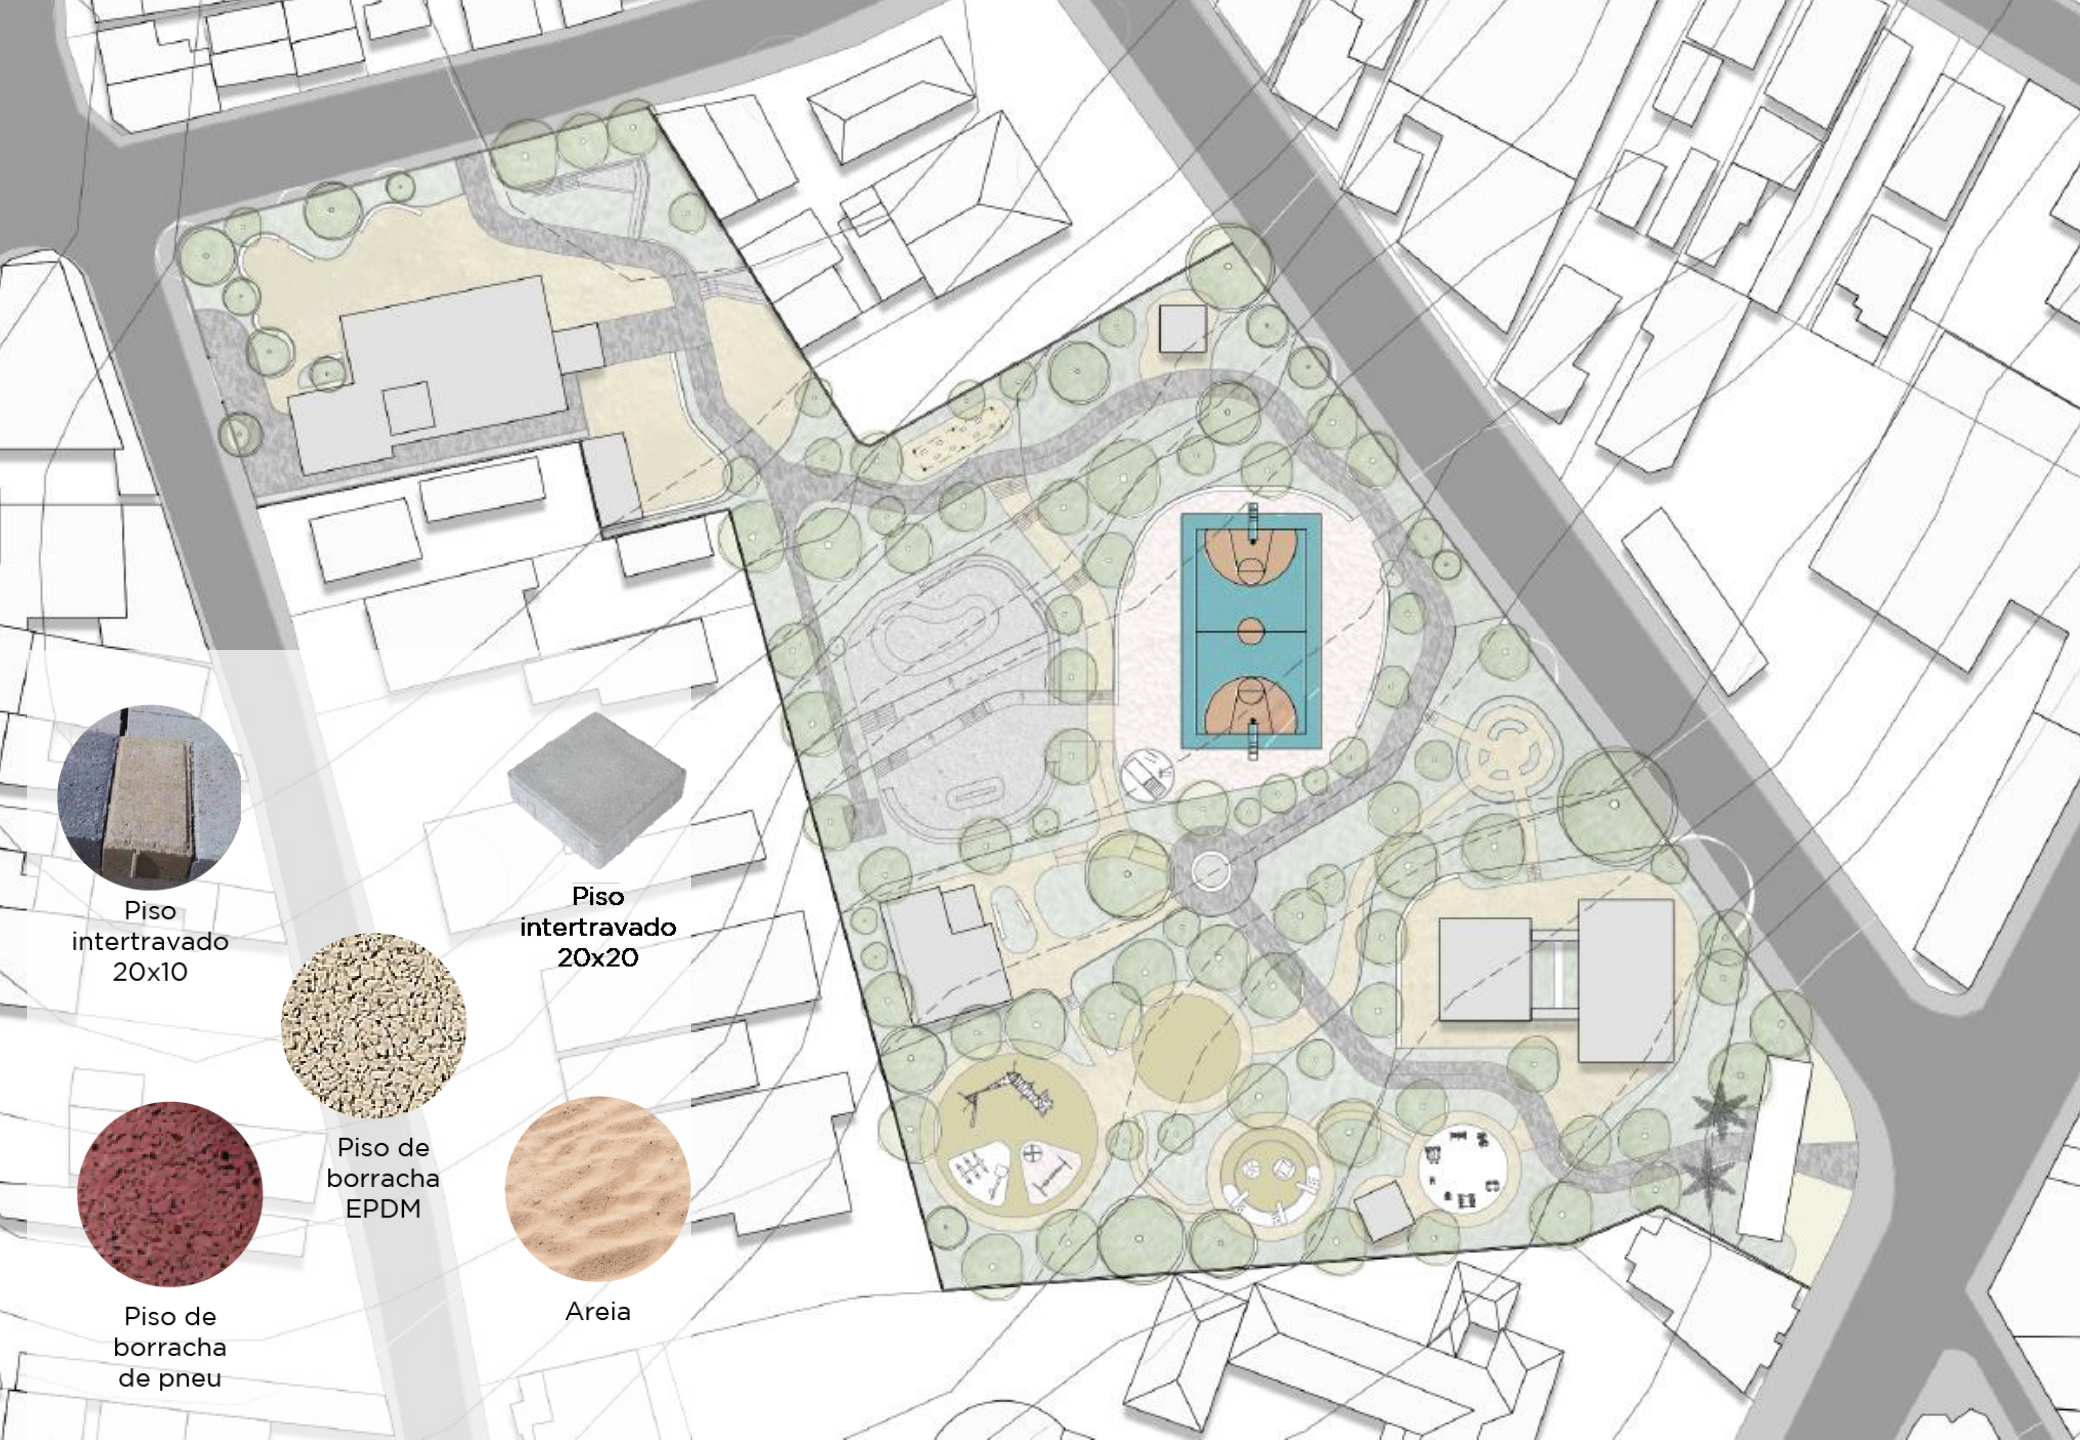 Piso
intertravado
20x10
Piso
intertravado
20x20
Piso de
borracha
EPDM
Piso de
borracha
de pneu
Areia